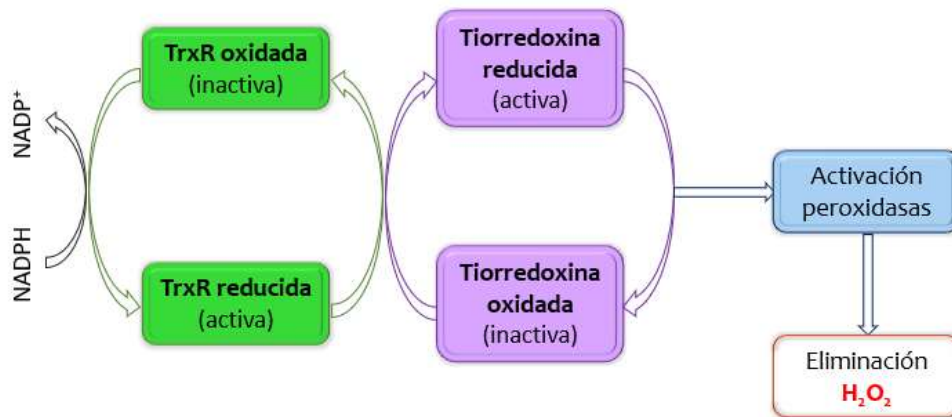 NADP⁺
NADPH
TrxR oxidada
(inactiva)
TrxR reducida
(activa)
Tiorredoxina
reducida
(activa)
Tiorredoxina
oxidada
(inactiva)
Activación
peroxidasas
Eliminación
H₂O₂